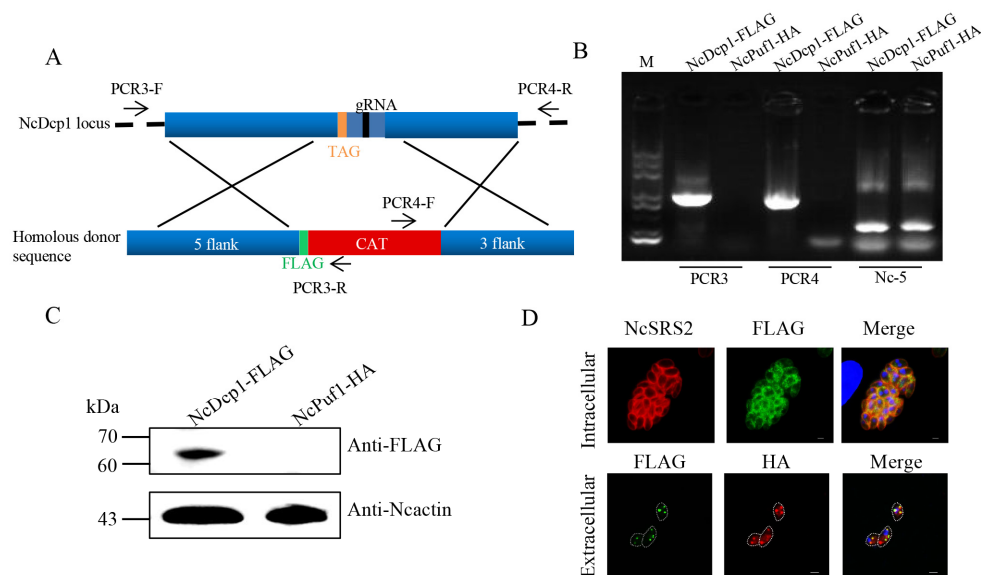 A
PCR3-F
PCR4-R
gRNA
NcDcp1 locus
TAG
PCR4-F
Homolous donor
sequence
5 flank
CAT
3 flank
FLAG
PCR3-R
B
M
NcDcp1-FLAG
NcPuf1-HA
NcDcp1-FLAG
NcPuf1-HA
NcDcp1-FLAG
NcPuf1-HA
PCR3
PCR4
Nc-5
C
NcDcp1-FLAG
NcPuf1-HA
kDa
70
60
43
Anti-FLAG
Anti-Ncactin
D
NcSRS2
FLAG
Merge
Intracellular
FLAG
HA
Merge
Extracellular